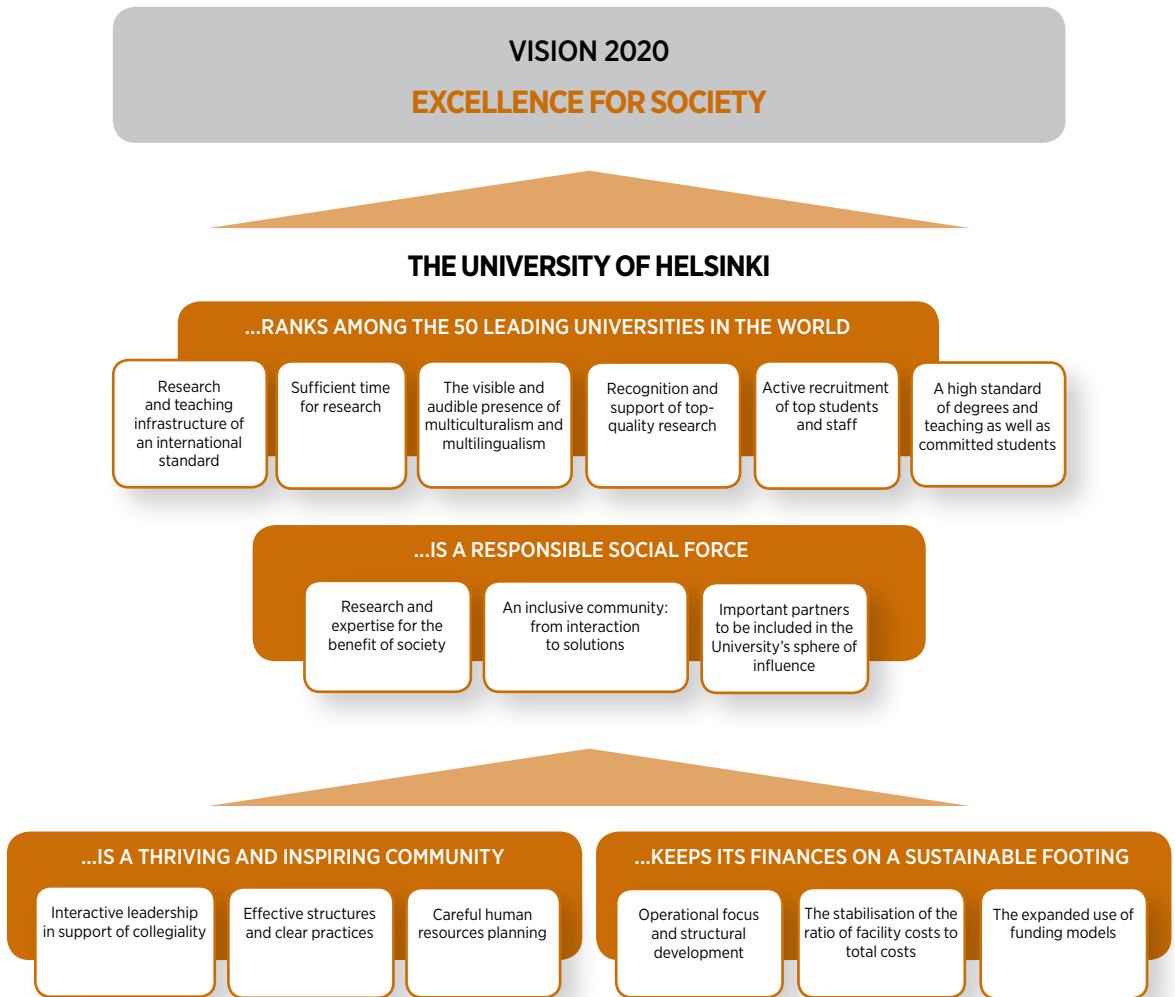 VISION 2020
EXCELLENCE FOR SOCIETY
THE UNIVERSITY OF HELSINKI
...RANKS AMONG THE 50 LEADING UNIVERSITIES IN THE WORLD
Research
and teaching
infrastructure of
an international
standard
Sufficient time
for research
The visible and
audible presence of
multiculturalism and
multilingualism
Recognition and
support of top-
quality research
Active recruitment
of top students
and staff
A high standard
of degrees and
teaching as well as
committed students
...IS A RESPONSIBLE SOCIAL FORCE
Research and
expertise for the
benefit of society
An inclusive community:
from interaction
to solutions
Important partners
to be included in the
University's sphere of
influence
...IS A THRIVING AND INSPIRING COMMUNITY
Interactive leadership
in support of collegiality
Effective structures
and clear practices
Careful human
resources planning
...KEEPS ITS FINANCES ON A SUSTAINABLE FOOTING
Operational focus
and structural
development
The stabilisation of the
ratio of facility costs to
total costs
The expanded use of
funding models